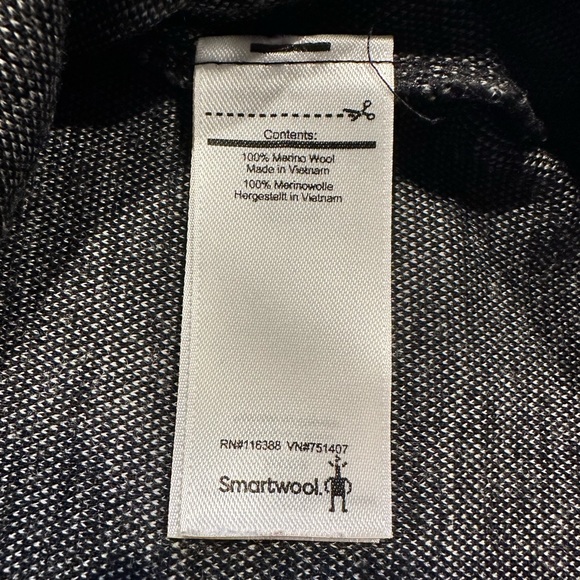 Contents:
100% Merino Wool
Made in Vietnam
100% Merinowolle
Hergestellt in Vietnam
RN#116388 VN#751407
Smartwool.